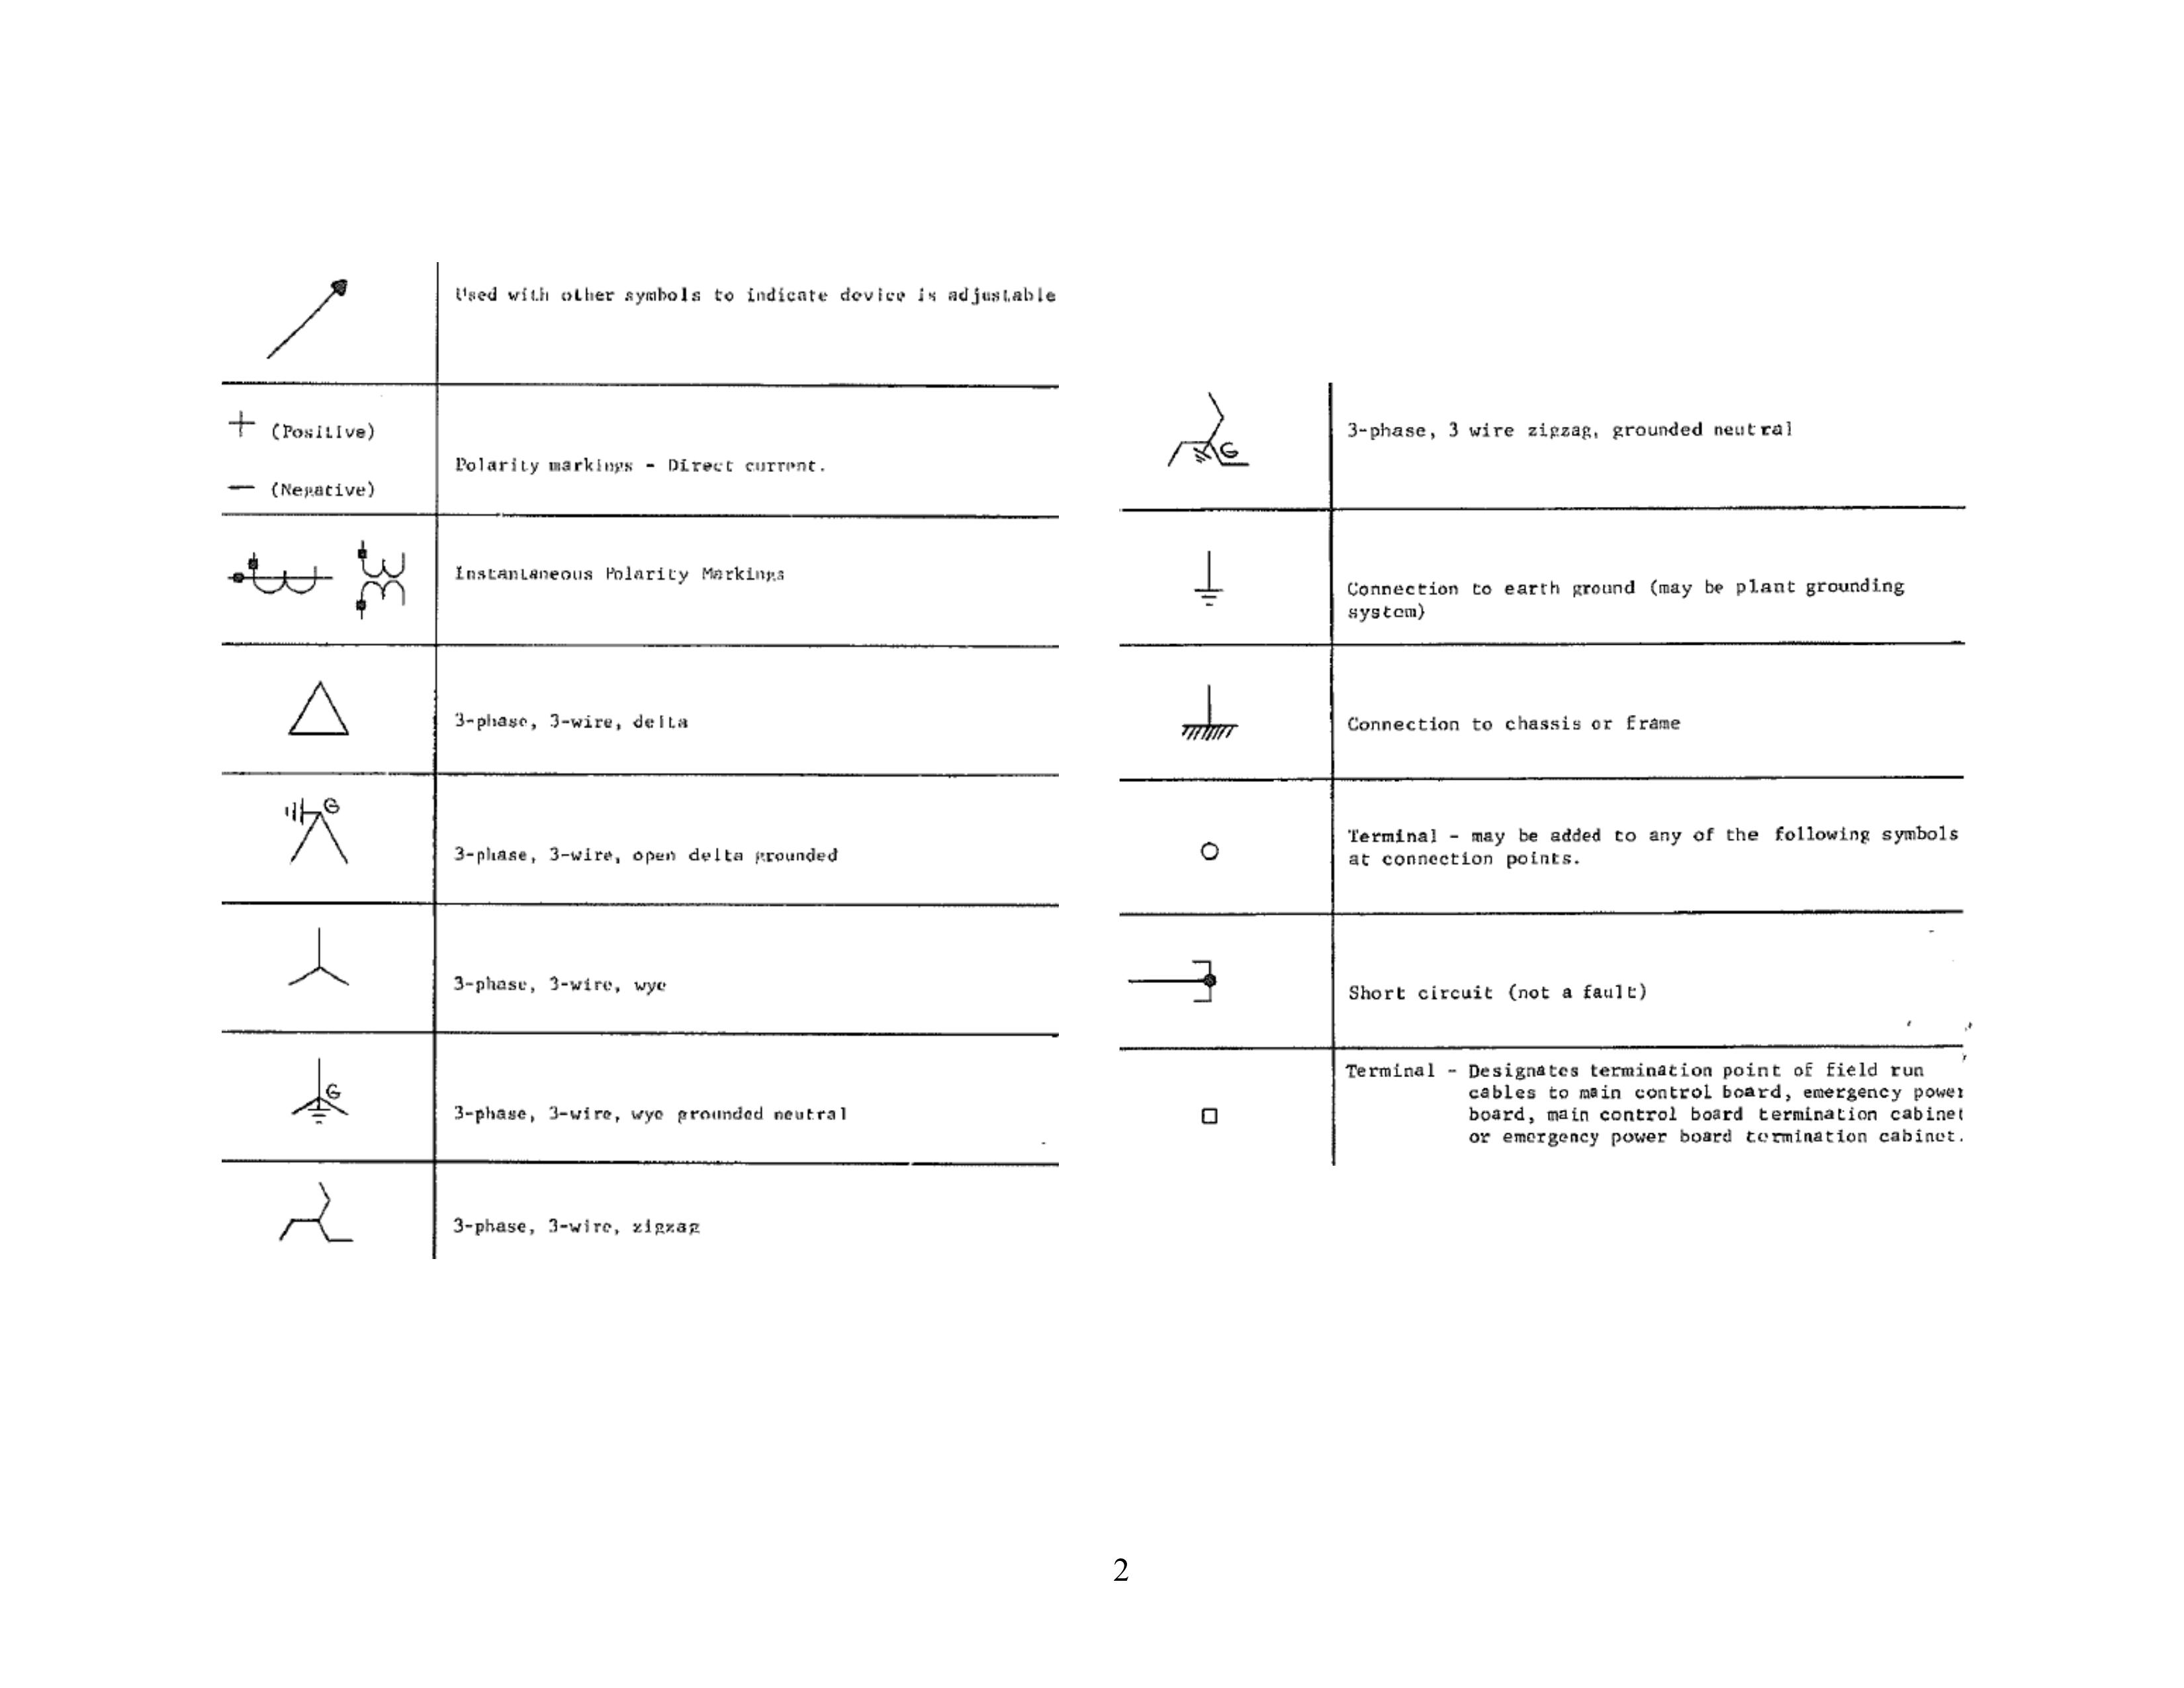 Used with other symbols to indicate device is adjustable
+ (Positive)
Polarity markings - Direct current.
- (Negative)
Instantaneous Polarity Markings
3-phase, 3-wire, delta
G
3-phase, 3-wire, open delta grounded
3-phase, 3-wire, wye
G
3-phase, 3-wire, wye grounded neutral
3-phase, 3-wire, zigzag
3-phase, 3 wire zigzag, grounded neutral
G
Connection to earth ground (may be plant grounding
system)
Connection to chassis or frame
Terminal - may be added to any of the following symbols
at connection points.
Short circuit (not a fault)
Terminal - Designates termination point of field run
cables to main control board, emergency power
board, main control board termination cabinet
or emergency power board termination cabinet.
2